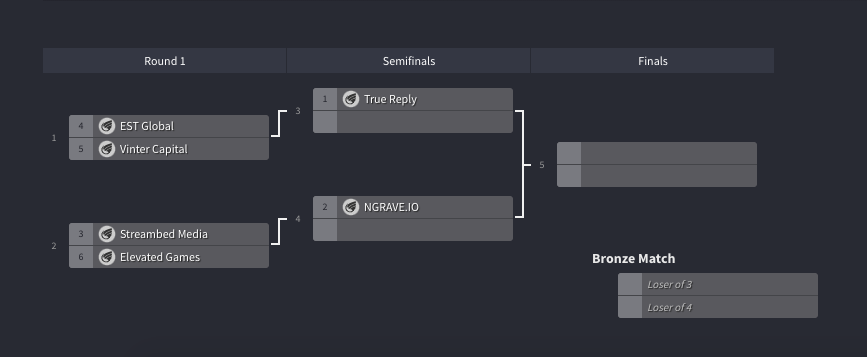 Round 1
Semifinals
Finals
1
4 EST Global
5 Vinter Capital
2
3 Streambed Media
6 Elevated Games
3
1 True Reply
4
2 NGRAVE.IO
5
Bronze Match
Loser of 3
Loser of 4